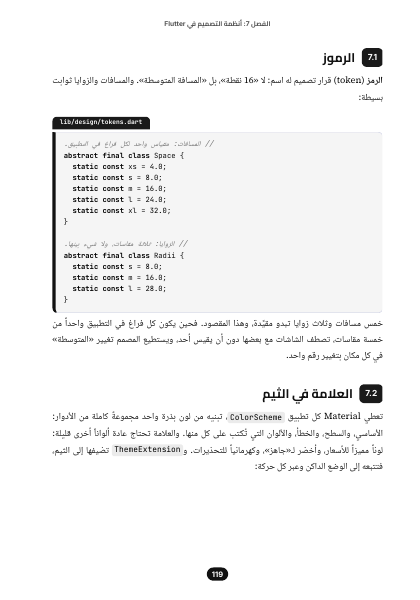 الفصل 7: أنظمة التصميم في Flutter
7.1 الرموز
الرمز (token) قرار تصميم له اسم: لا «16 نقطة»، بل «المسافة المتوسطة». والمسافات والزوايا ثوابت
بسيطة:
lib/design/tokens.dart
// المسافات: مقياس واحد لكل فراغ في التطبيق.
abstract final class Space {
  static const xs = 4.0;
  static const s = 8.0;
  static const m = 16.0;
  static const l = 24.0;
  static const xl = 32.0;
}
// الزوايا: ثلاثة مقاسات، ولا شيء بينها.
abstract final class Radii {
  static const s = 8.0;
  static const m = 16.0;
  static const l = 28.0;
}
خمس مسافات وثلاث زوايا تبدو مقيِّدة، وهذا المقصود. فحين يكون كل فراغ في التطبيق واحداً من
خمسة مقاسات، تصطف الشاشات مع بعضها دون أن يقيس أحد، ويستطيع المصمم تغيير «المتوسطة»
في كل مكان بتغيير رقم واحد.
7.2 العلامة في الثيم
تعطي Material كل تطبيق ColorScheme، تبنيه من لون بذرة واحد مجموعةً كاملة من الأدوار:
الأساسي، والسطح، والخطأ، والألوان التي تُكتب على كل منها. والعلامة تحتاج عادة ألواناً أخرى قليلة:
لوناً مميزاً للأسعار، وأخضر لـ«جاهز»، وكهرمانياً للتحذيرات. وThemeExtension تضيفها إلى الثيم،
فتتبعه إلى الوضع الداكن وعبر كل حركة:
119